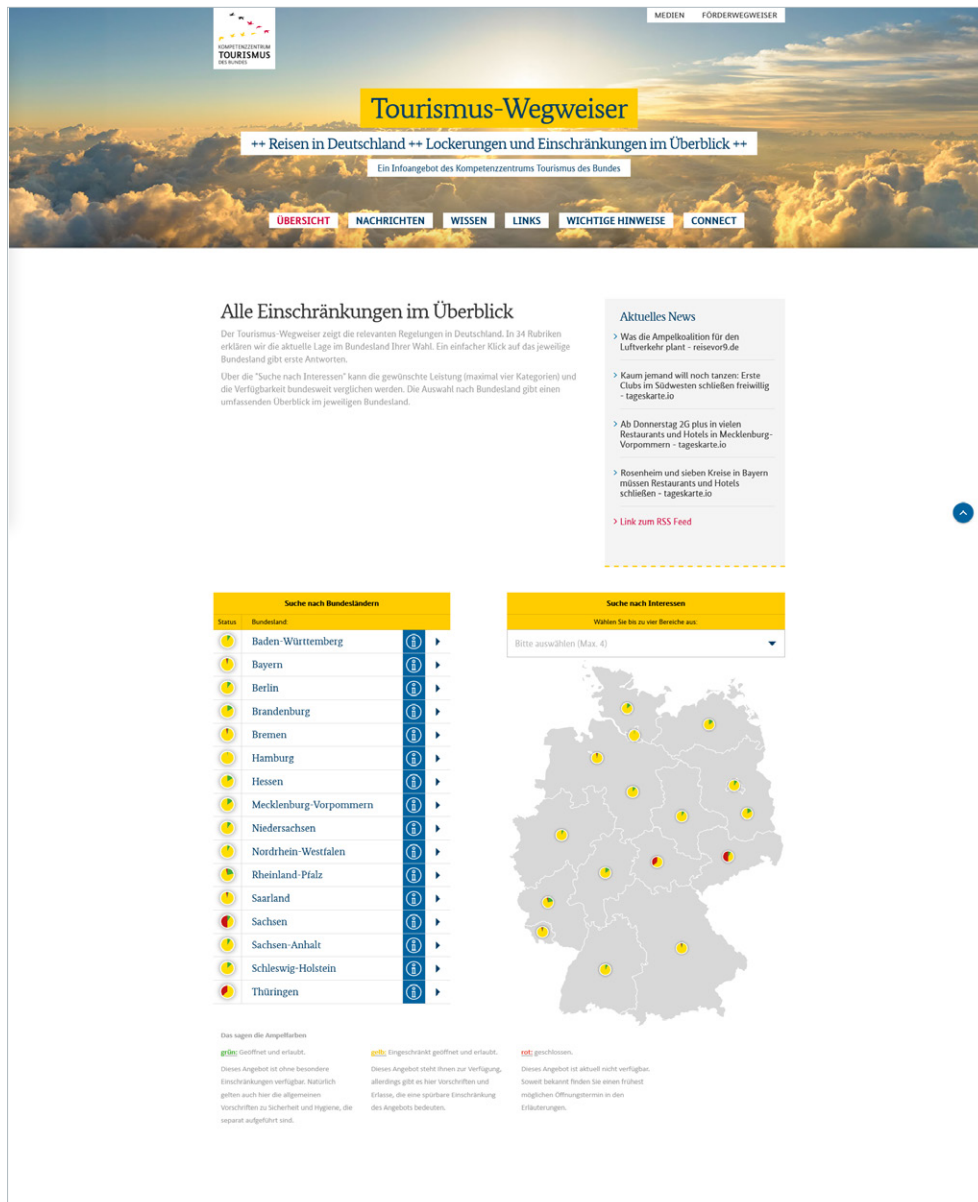 KOMPETENZZENTRUM
TOURISMUS
DES BUNDES
MEDIEN FÖRDERWEGWEISER
Tourismus-Wegweiser
++ Reisen in Deutschland ++ Lockerungen und Einschränkungen im Überblick ++
Ein Infoangebot des Kompetenzzentrums Tourismus des Bundes
ÜBERSICHT NACHRICHTEN WISSEN LINKS WICHTIGE HINWEISE CONNECT
Alle Einschränkungen im Überblick
Der Tourismus-Wegweiser zeigt die relevanten Regelungen in Deutschland. In 34 Rubriken
erklären wir die aktuelle Lage im Bundesland Ihrer Wahl. Ein einfacher Klick auf das jeweilige
Bundesland gibt erste Antworten.
Über die "Suche nach Interessen" kann die gewünschte Leistung (maximal vier Kategorien) und
die Verfügbarkeit bundesweit verglichen werden. Die Auswahl nach Bundesland gibt einen
umfassenden Überblick im jeweiligen Bundesland.
Aktuelles News
> Was die Ampelkoalition für den
Luftverkehr plant - reisevor9.de
> Kaum jemand will noch tanzen: Erste
Clubs im Südwesten schließen freiwillig
- tageskarte.io
> Ab Donnerstag 2G plus in vielen
Restaurants und Hotels in Mecklenburg-
Vorpommern - tageskarte.io
> Rosenheim und sieben Kreise in Bayern
müssen Restaurants und Hotels
schließen - tageskarte.io
> Link zum RSS Feed
Suche nach Bundesländern
Status Bundesland
Baden-Württemberg
Bayern
Berlin
Brandenburg
Bremen
Hamburg
Hessen
Mecklenburg-Vorpommern
Niedersachsen
Nordrhein-Westfalen
Rheinland-Pfalz
Saarland
Sachsen
Sachsen-Anhalt
Schleswig-Holstein
Thüringen
Suche nach Interessen
Wählen Sie bis zu vier Bereiche aus:
Bitte auswählen (Max. 4)
Das sagen die Ampelfarben
grün: Geöffnet und erlaubt.
Dieses Angebot ist ohne besondere
Einschränkungen verfügbar. Natürlich
gelten auch hier die allgemeinen
Vorschriften zu Sicherheit und Hygiene, die
separat aufgeführt sind.
gelb: Eingeschränkt geöffnet und erlaubt.
Dieses Angebot steht Ihnen zur Verfügung,
allerdings gibt es hier Vorschriften und
Erlasse, die eine spürbare Einschränkung
des Angebots bedeuten.
rot: geschlossen.
Dieses Angebot ist aktuell nicht verfügbar.
Soweit bekannt finden Sie einen frühest
möglichen Öffnungstermin in den
Erläuterungen.